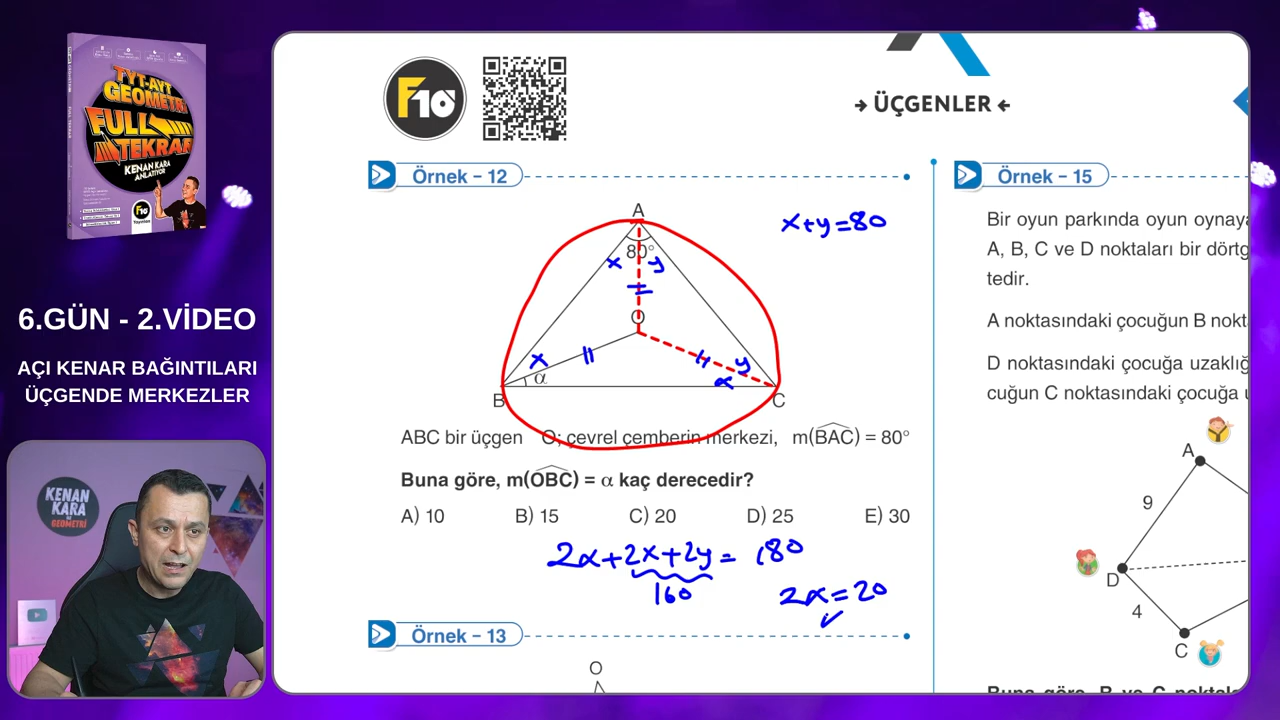 TYT-AYT
GEOMETRİ
FULL
TEKRAR
KENAN KARA
ANLATIYOR
F10
6.GÜN - 2.VİDEO
AÇI KENAR BAĞINTILARI
ÜÇGENDE MERKEZLER
KENAN
KARA
GEOMETRİ
F10
ÜÇGENLER
Örnek – 12
A
80°
x y
x+y=80
O
x
α
y
α
B
C
ABC bir üçgen O; çevrel çemberin merkezi, m(BAC) = 80°
Buna göre, m(OBC) = α kaç derecedir?
A) 10 B) 15 C) 20 D) 25 E) 30
2α+2x+2y= 180
160
2α=20
Örnek – 13
O
Örnek – 15
Bir oyun parkında oyun oynaya
A, B, C ve D noktaları bir dörtg
tedir.
A noktasındaki çocuğun B nokt
D noktasındaki çocuğa uzaklığ
cuğun C noktasındaki çocuğa u
A
9
D
4
C